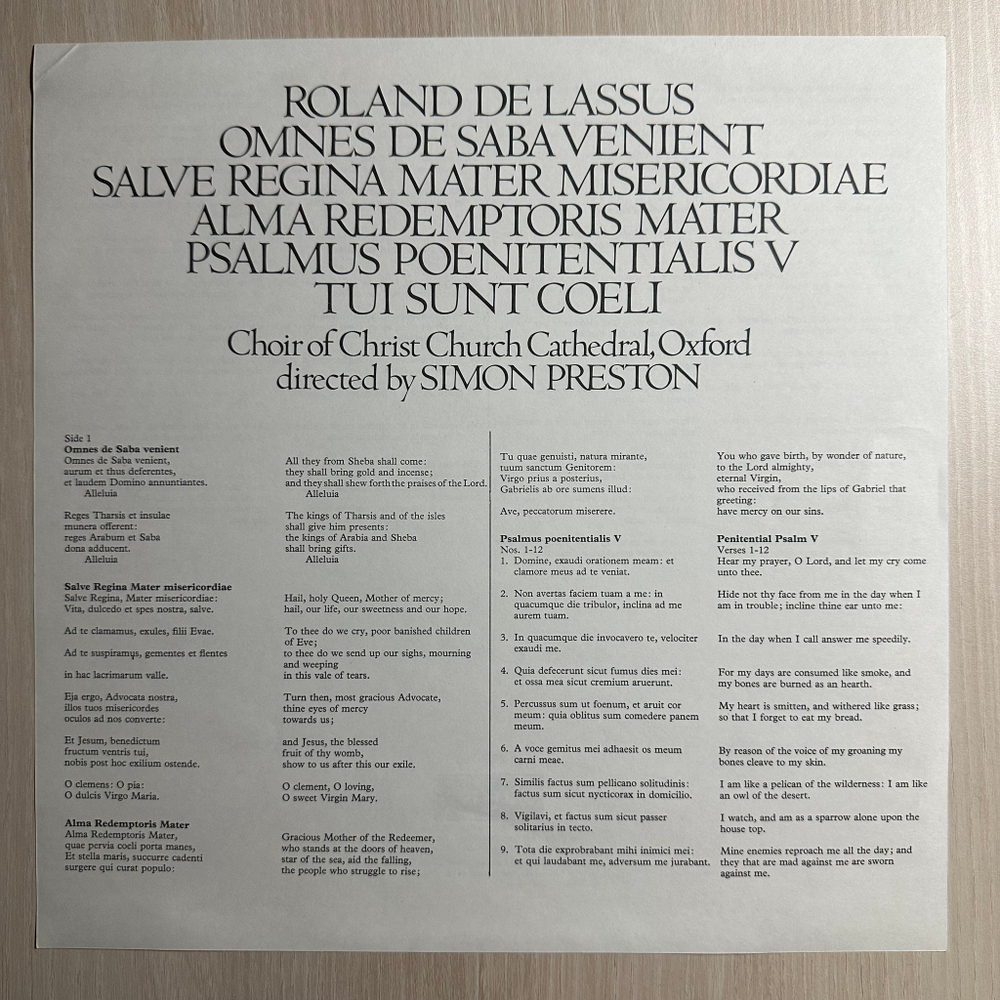 ROLAND DE LASSUS
OMNES DE SABA VENIENT
SALVE REGINA MATER MISERICORDIAE
ALMA REDEMPTORIS MATER
PSALMUS POENITENTIALIS V
TUI SUNT COELI
Choir of Christ Church Cathedral, Oxford
directed by SIMON PRESTON
Side 1
Omnes de Saba venient
Omnes de Saba venient,
aurum et thus deferentes,
et laudem Domino annuntiantes.
Alleluia
Reges Tharsis et insulae
munera offerent:
reges Arabum et Saba
dona adducent.
Alleluia
Salve Regina Mater misericordiae
Salve Regina, Mater misericordiae:
Vita, dulcedo et spes nostra, salve.
Ad te clamamus, exules, filii Evae.
Ad te suspiramus, gementes et flentes
in hac lacrimarum valle.
Eja ergo, Advocata nostra,
illos tuos misericordes
oculos ad nos converte:
Et Jesum, benedictum
fructum ventris tui,
nobis post hoc exilium ostende.
O clemens: O pia:
O dulcis Virgo Maria.
Alma Redemptoris Mater
Alma Redemptoris Mater,
quae pervia coeli porta manes,
Et stella maris, succurre cadenti
surgere qui curat populo:
All they from Sheba shall come:
they shall bring gold and incense;
and they shall shew forth the praises of the Lord.
Alleluia
The kings of Tharsis and of the isles
shall give him presents:
the kings of Arabia and Sheba
shall bring gifts.
Alleluia
Hail, holy Queen, Mother of mercy;
hail, our life, our sweetness and our hope.
To thee do we cry, poor banished children
of Eve;
to thee do we send up our sighs, mourning
and weeping
in this vale of tears.
Turn then, most gracious Advocate,
thine eyes of mercy
towards us;
and Jesus, the blessed
fruit of thy womb,
show to us after this our exile.
O clement, O loving,
O sweet Virgin Mary.
Gracious Mother of the Redeemer,
who stands at the doors of heaven,
star of the sea, aid the falling,
the people who struggle to rise;
Tu quae genuisti, natura mirante,
tuum sanctum Genitorem:
Virgo prius a posterius,
Gabrielis ab ore sumens illud:
Ave, peccatorum miserere.
Psalmus poenitentialis V
Nos. 1-12
1. Domine, exaudi orationem meam: et
clamore meus ad te veniat.
2. Non avertas faciem tuam a me: in
quacumque die tribulor, inclina ad me
aurem tuam.
3. In quacumque die invocavero te, velociter
exaudi me.
4. Quia defecerunt sicut fumus dies mei:
et ossa mea sicut cremium aruerunt.
5. Percussus sum ut foenum, et aruit cor
meum: quia oblitus sum comedere panem
meum.
6. A voce gemitus mei adhaesit os meum
carni meae.
7. Similis factus sum pellicano solitudinis:
factus sum sicut nycticorax in domicilio.
8. Vigilavi, et factus sum sicut passer
solitarius in tecto.
9. Tota die exprobrabant mihi inimici mei:
et qui laudabant me, adversum me jurabant.
You who gave birth, by wonder of nature,
to the Lord almighty,
eternal Virgin,
who received from the lips of Gabriel that
greeting:
have mercy on our sins.
Penitential Psalm V
Verses 1-12
Hear my prayer, O Lord, and let my cry come
unto thee.
Hide not thy face from me in the day when I
am in trouble; incline thine ear unto me:
In the day when I call answer me speedily.
For my days are consumed like smoke, and
my bones are burned as an hearth.
My heart is smitten, and withered like grass;
so that I forget to eat my bread.
By reason of the voice of my groaning my
bones cleave to my skin.
I am like a pelican of the wilderness: I am like
an owl of the desert.
I watch, and am as a sparrow alone upon the
house top.
Mine enemies reproach me all the day; and
they that are mad against me are sworn
against me.